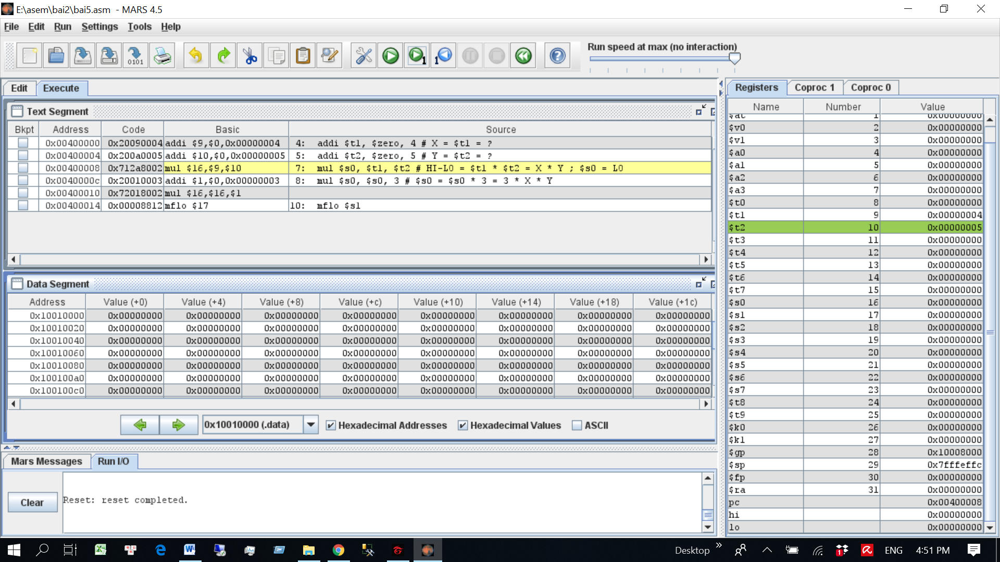 E:\asem\bai2\bai5.asm - MARS 4.5
File Edit Run Settings Tools Help
Run speed at max (no interaction)
0101
1
1
?
Edit Execute
Text Segment
Bkpt Address Code Basic Source
0x00400000 0x20090004 addi $9,$0,0x00000004 4: addi $t1, $zero, 4 # X = $t1 = ?
0x00400004 0x200a0005 addi $10,$0,0x00000005 5: addi $t2, $zero, 5 # Y = $t2 = ?
0x00400008 0x712a8002 mul $16,$9,$10 7: mul $s0, $t1, $t2 # HI-LO = $t1 * $t2 = X * Y ; $s0 = LO
0x0040000c 0x20010003 addi $1,$0,0x00000003 8: mul $s0, $s0, 3 # $s0 = $s0 * 3 = 3 * X * Y
0x00400010 0x72018002 mul $16,$16,$1
0x00400014 0x00008812 mflo $17 10: mflo $s1
Data Segment
Address Value (+0) Value (+4) Value (+8) Value (+c) Value (+10) Value (+14) Value (+18) Value (+1c)
0x10010000 0x00000000 0x00000000 0x00000000 0x00000000 0x00000000 0x00000000 0x00000000 0x00000000
0x10010020 0x00000000 0x00000000 0x00000000 0x00000000 0x00000000 0x00000000 0x00000000 0x00000000
0x10010040 0x00000000 0x00000000 0x00000000 0x00000000 0x00000000 0x00000000 0x00000000 0x00000000
0x10010060 0x00000000 0x00000000 0x00000000 0x00000000 0x00000000 0x00000000 0x00000000 0x00000000
0x10010080 0x00000000 0x00000000 0x00000000 0x00000000 0x00000000 0x00000000 0x00000000 0x00000000
0x100100a0 0x00000000 0x00000000 0x00000000 0x00000000 0x00000000 0x00000000 0x00000000 0x00000000
0x100100c0 0x00000000 0x00000000 0x00000000 0x00000000 0x00000000 0x00000000 0x00000000 0x00000000
0x10010000 (.data) Hexadecimal Addresses Hexadecimal Values ASCII
Mars Messages Run I/O
Clear
Reset: reset completed.
Registers Coproc 1 Coproc 0
Name Number Value
$at 1 0x00000000
$v0 2 0x00000000
$v1 3 0x00000000
$a0 4 0x00000000
$a1 5 0x00000000
$a2 6 0x00000000
$a3 7 0x00000000
$t0 8 0x00000000
$t1 9 0x00000004
$t2 10 0x00000005
$t3 11 0x00000000
$t4 12 0x00000000
$t5 13 0x00000000
$t6 14 0x00000000
$t7 15 0x00000000
$s0 16 0x00000000
$s1 17 0x00000000
$s2 18 0x00000000
$s3 19 0x00000000
$s4 20 0x00000000
$s5 21 0x00000000
$s6 22 0x00000000
$s7 23 0x00000000
$t8 24 0x00000000
$t9 25 0x00000000
$k0 26 0x00000000
$k1 27 0x00000000
$gp 28 0x10008000
$sp 29 0x7fffeffc
$fp 30 0x00000000
$ra 31 0x00000000
pc 0x00400008
hi 0x00000000
lo 0x00000000
Desktop ENG 4:51 PM